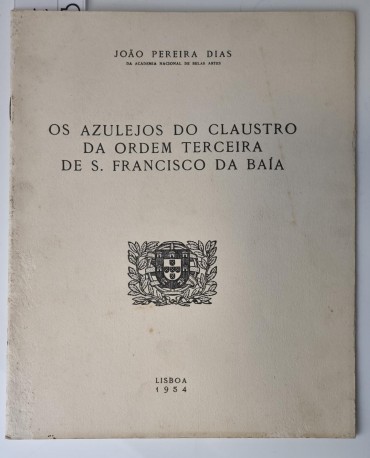 JOÃO PEREIRA DIAS
DA ACADEMIA NACIONAL DE BELAS ARTES
OS AZULEJOS DO CLAUSTRO
DA ORDEM TERCEIRA
DE S. FRANCISCO DA BAÍA
LISBOA
1954